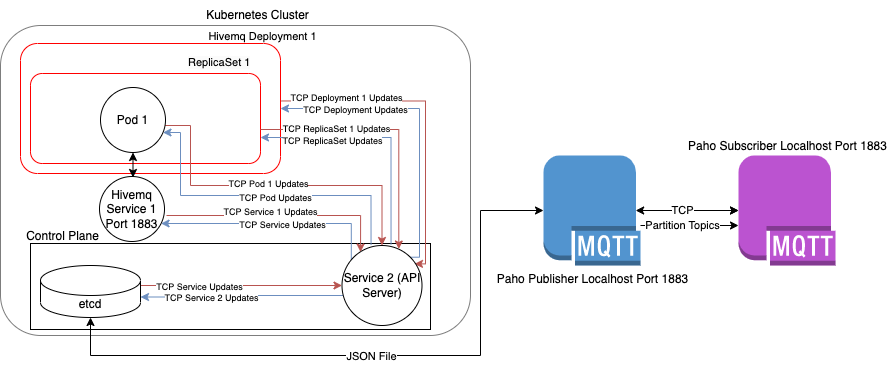 Kubernetes Cluster
Hivemq Deployment 1
ReplicaSet 1
TCP Deployment 1 Updates
TCP Deployment Updates
Pod 1
TCP ReplicaSet 1 Updates
TCP ReplicaSet Updates
Paho Subscriber Localhost Port 1883
TCP Pod 1 Updates
TCP Pod Updates
Hivemq
Service 1
Port 1883
TCP Service 1 Updates
TCP Service Updates
TCP
Partition Topics
MQTT
MQTT
Control Plane
Paho Publisher Localhost Port 1883
Service 2 (API
Server)
TCP Service Updates
TCP Service 2 Updates
etcd
JSON File